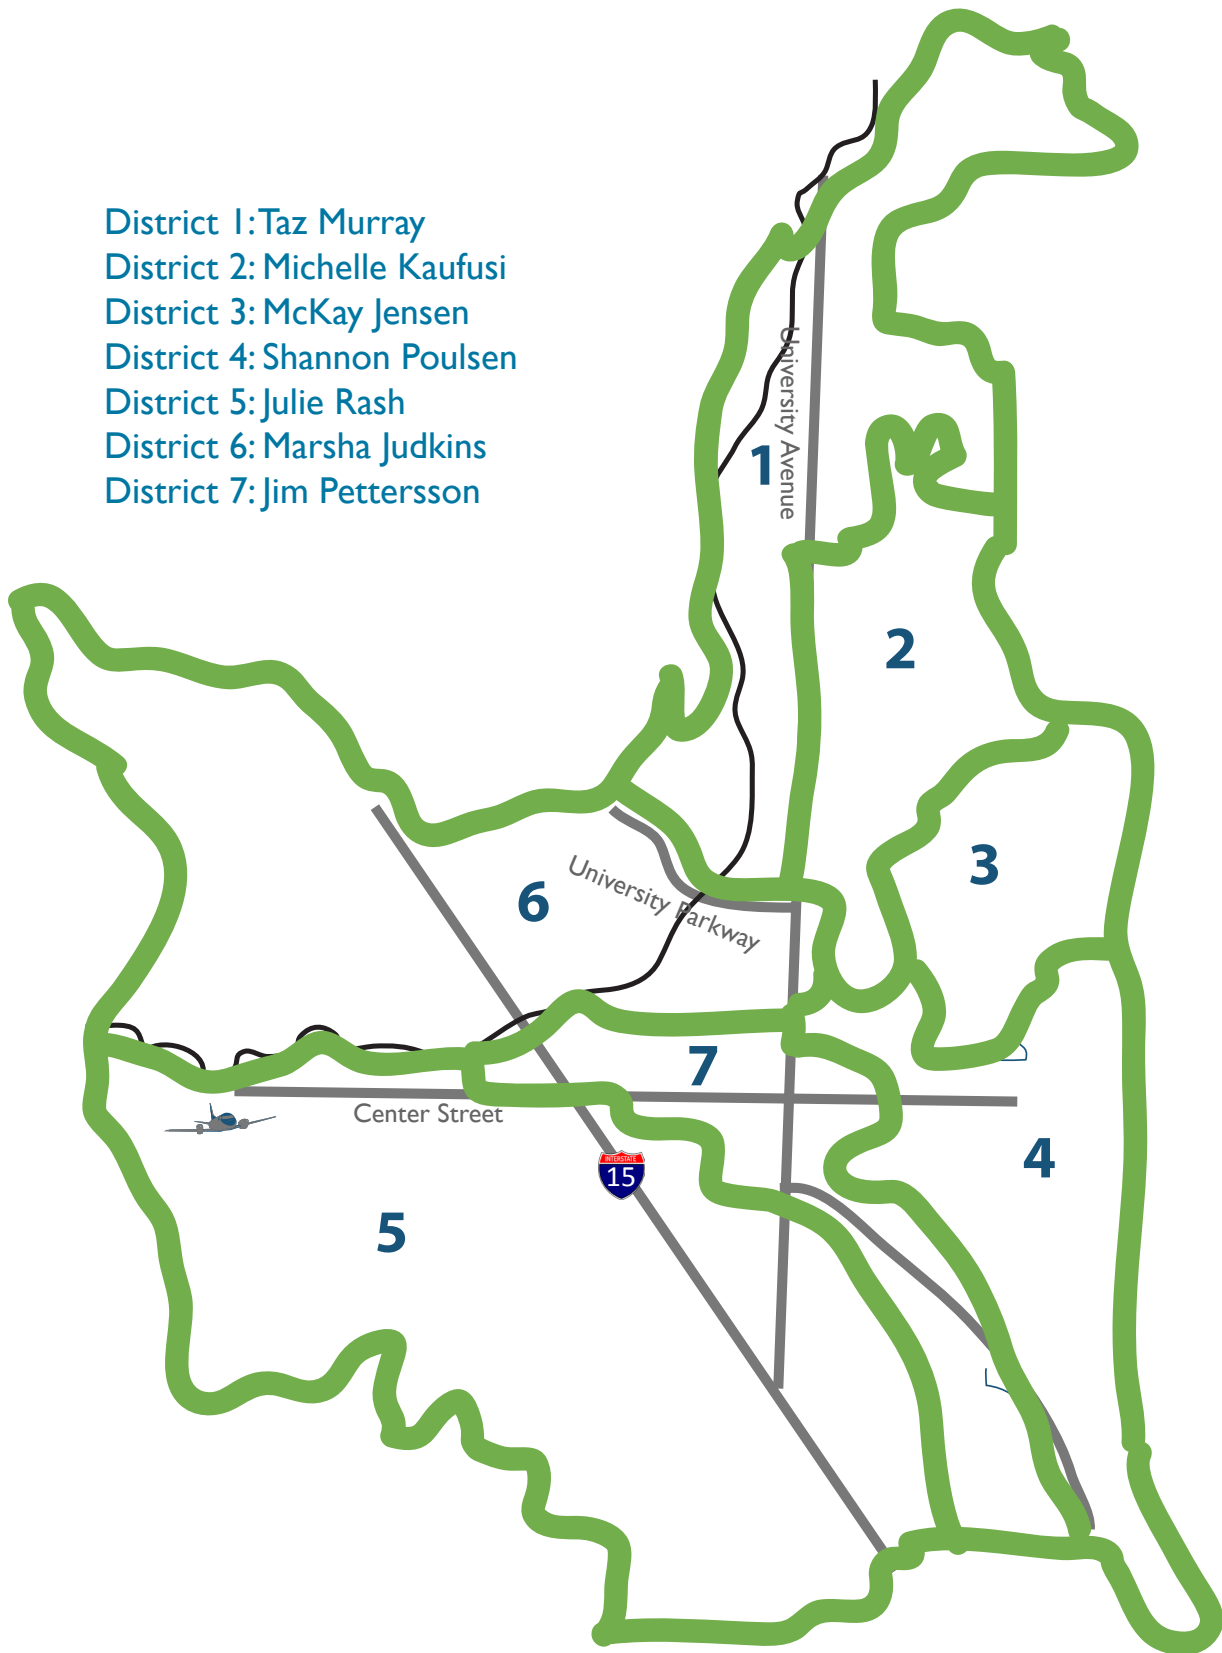 District 1: Taz Murray
District 2: Michelle Kaufusi
District 3: McKay Jensen
District 4: Shannon Poulsen
District 5: Julie Rash
District 6: Marsha Judkins
District 7: Jim Pettersson
University Avenue
1
2
3
6
University Parkway
7
Center Street
4
INTERSTATE
15
5